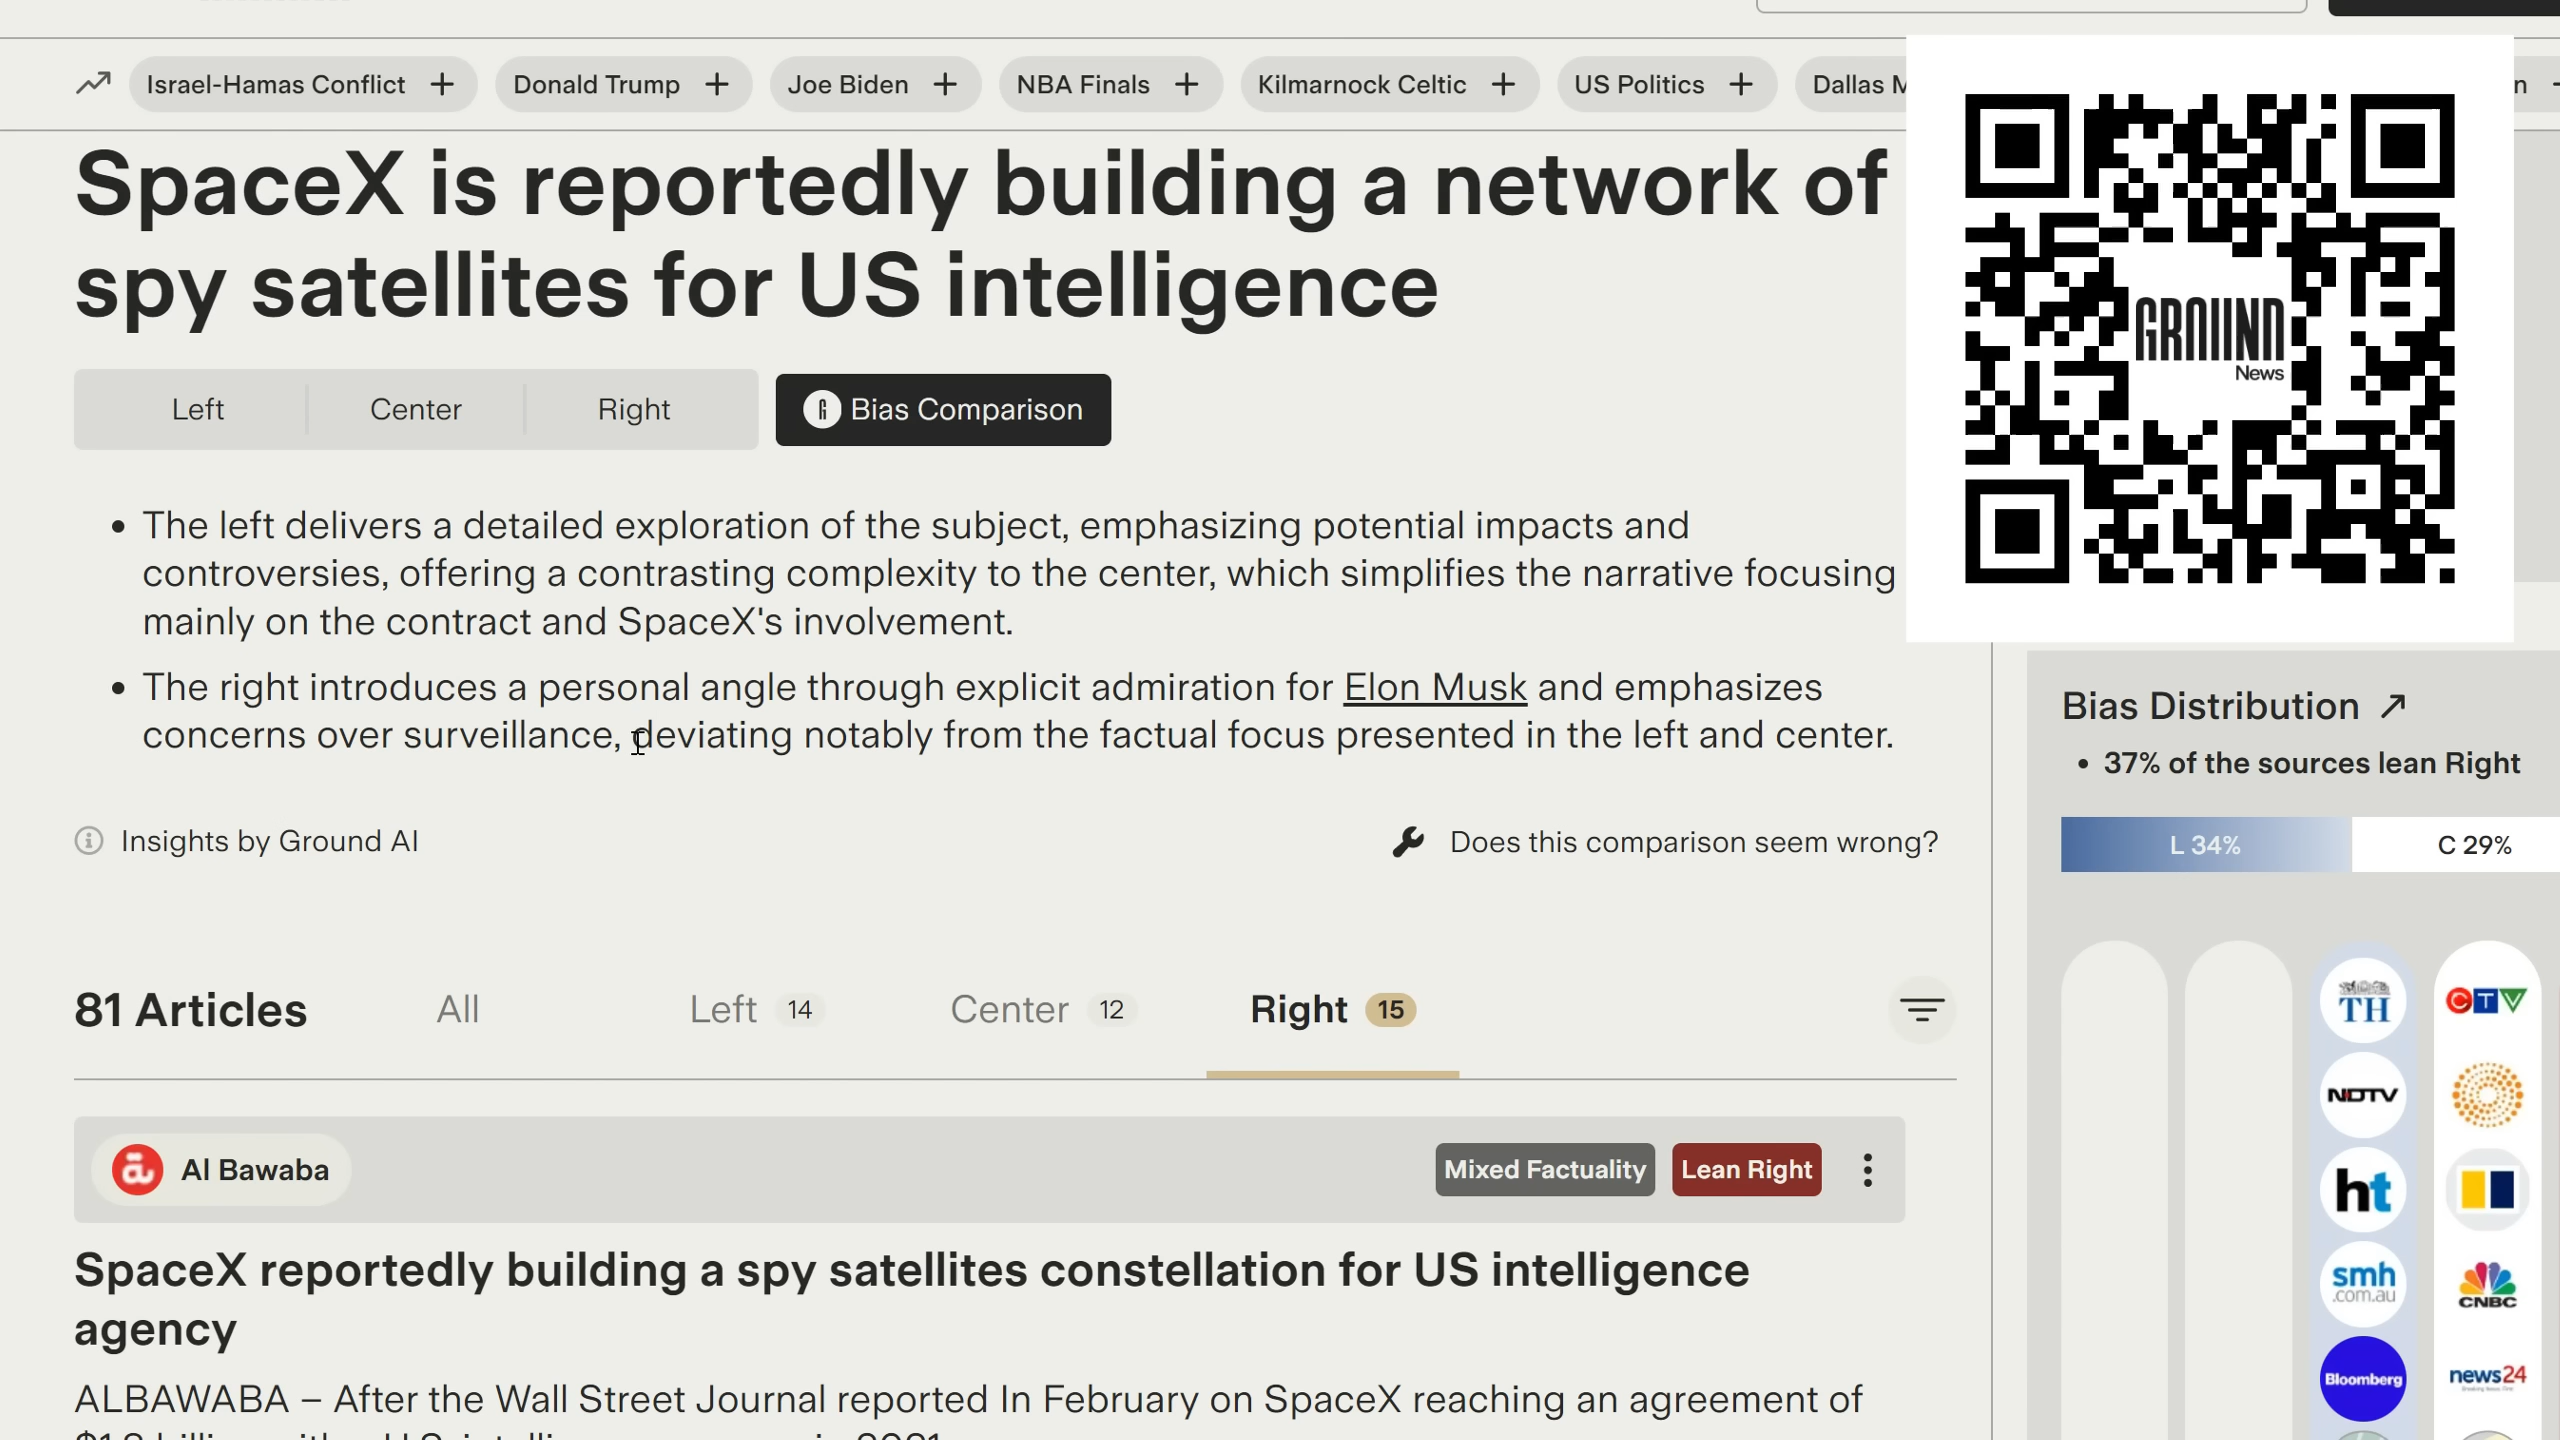 Israel-Hamas Conflict +
Donald Trump +
Joe Biden +
NBA Finals +
Kilmarnock Celtic +
US Politics +
Dallas M
n
SpaceX is reportedly building a network of
spy satellites for US intelligence
GROUND
News
Left
Center
Right
Bias Comparison
• The left delivers a detailed exploration of the subject, emphasizing potential impacts and
controversies, offering a contrasting complexity to the center, which simplifies the narrative focusing
mainly on the contract and SpaceX's involvement.
• The right introduces a personal angle through explicit admiration for Elon Musk and emphasizes
concerns over surveillance, deviating notably from the factual focus presented in the left and center.
Insights by Ground AI
Does this comparison seem wrong?
Bias Distribution
• 37% of the sources lean Right
L 34%
C 29%
81 Articles
All
Left 14
Center 12
Right 15
TH
CTV
NDTV
ht
smh
.com.au
CNBC
Bloomberg
news24
Al Bawaba
Mixed Factuality
Lean Right
SpaceX reportedly building a spy satellites constellation for US intelligence
agency
ALBAWABA – After the Wall Street Journal reported In February on SpaceX reaching an agreement of